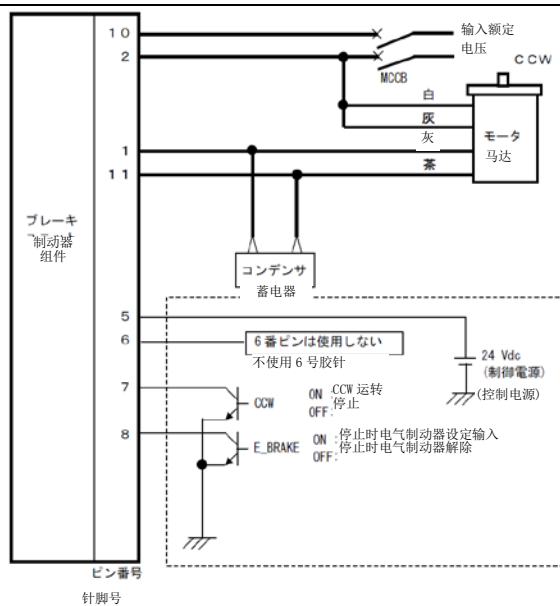 10
输入额定
2
电压
MCCB
CCW
白
灰
灰
モータ
马达
1
茶
11
ブレーキ
制动器
组件
コンデンサ
蓄电器
5
6
6番ピンは使用しない
不使用 6 号胶针
24 Vdc
(制御電源)
(控制电源)
7
CCW
ON :CCW 运转
OFF:停止
8
E_BRAKE
ON :停止时电气制动器设定输入
OFF:停止时电气制动器解除
ピン番号
针脚号